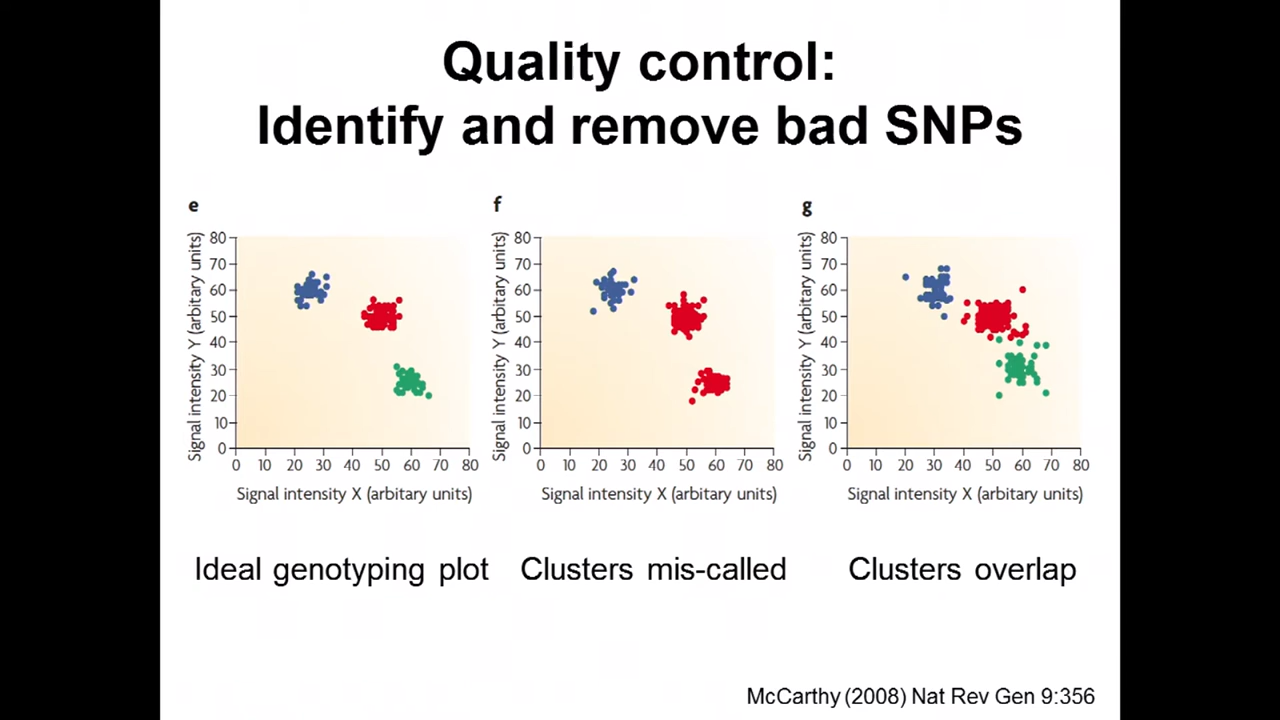 Quality control:
Identify and remove bad SNPs
e
f
g
Signal intensity Y (arbitary units)
80
70
60
50
40
30
20
10
0
0 10 20 30 40 50 60 70 80
Signal intensity X (arbitary units)
Signal intensity Y (arbitary units)
80
70
60
50
40
30
20
10
0
0 10 20 30 40 50 60 70 80
Signal intensity X (arbitary units)
Signal intensity Y (arbitary units)
80
70
60
50
40
30
20
10
0
0 10 20 30 40 50 60 70 80
Signal intensity X (arbitary units)
Ideal genotyping plot
Clusters mis-called
Clusters overlap
McCarthy (2008) Nat Rev Gen 9:356